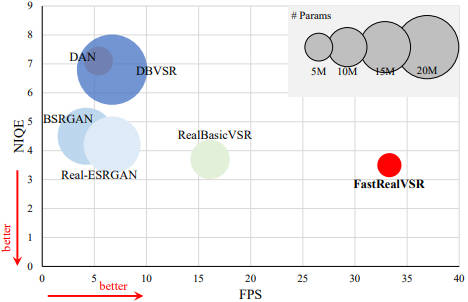 # Params
5M 10M 15M 20M
9
8
7
6
5
4
3
2
1
0
NIQE
better
DAN
DBVSR
BSRGAN
Real-ESRGAN
RealBasicVSR
FastRealVSR
0 5 10 15 20 25 30 35 40
better
FPS